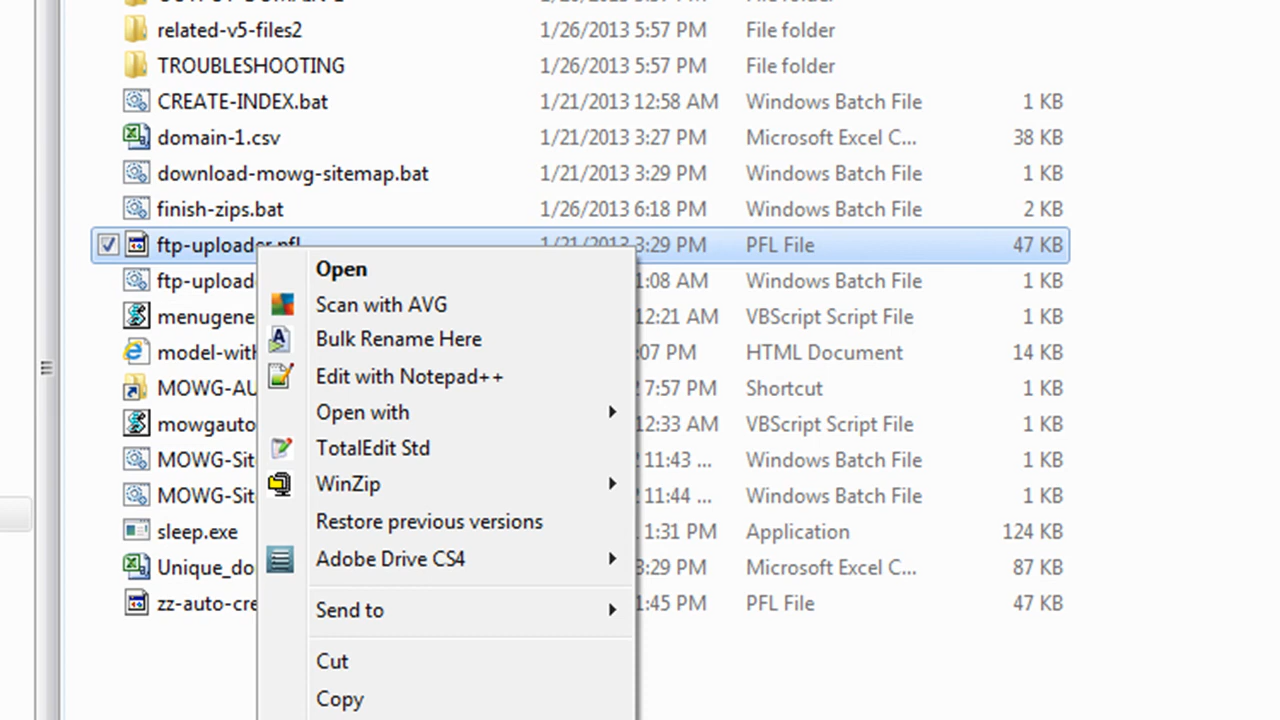 related-v5-files2 1/26/2013 5:57 PM File folder
TROUBLESHOOTING 1/26/2013 5:57 PM File folder
CREATE-INDEX.bat 1/21/2013 12:58 AM Windows Batch File 1 KB
domain-1.csv 1/21/2013 3:27 PM Microsoft Excel C... 38 KB
download-mowg-sitemap.bat 1/21/2013 3:29 PM Windows Batch File 1 KB
finish-zips.bat 1/26/2013 6:18 PM Windows Batch File 2 KB
ftp-uploader.pfl 1/21/2013 3:29 PM PFL File 47 KB
Open
ftp-upload 1:08 AM Windows Batch File 1 KB
Scan with AVG
menugene 12:21 AM VBScript Script File 1 KB
Bulk Rename Here
model-with :07 PM HTML Document 14 KB
Edit with Notepad++
MOWG-AU 7:57 PM Shortcut 1 KB
Open with
mowgauto 12:33 AM VBScript Script File 1 KB
TotalEdit Std
MOWG-Sit 11:43 ... Windows Batch File 1 KB
WinZip
MOWG-Sit 11:44 ... Windows Batch File 1 KB
Restore previous versions
sleep.exe 1:31 PM Application 124 KB
Adobe Drive CS4
Unique_do 3:29 PM Microsoft Excel C... 87 KB
zz-auto-cre 1:45 PM PFL File 47 KB
Send to
Cut
Copy